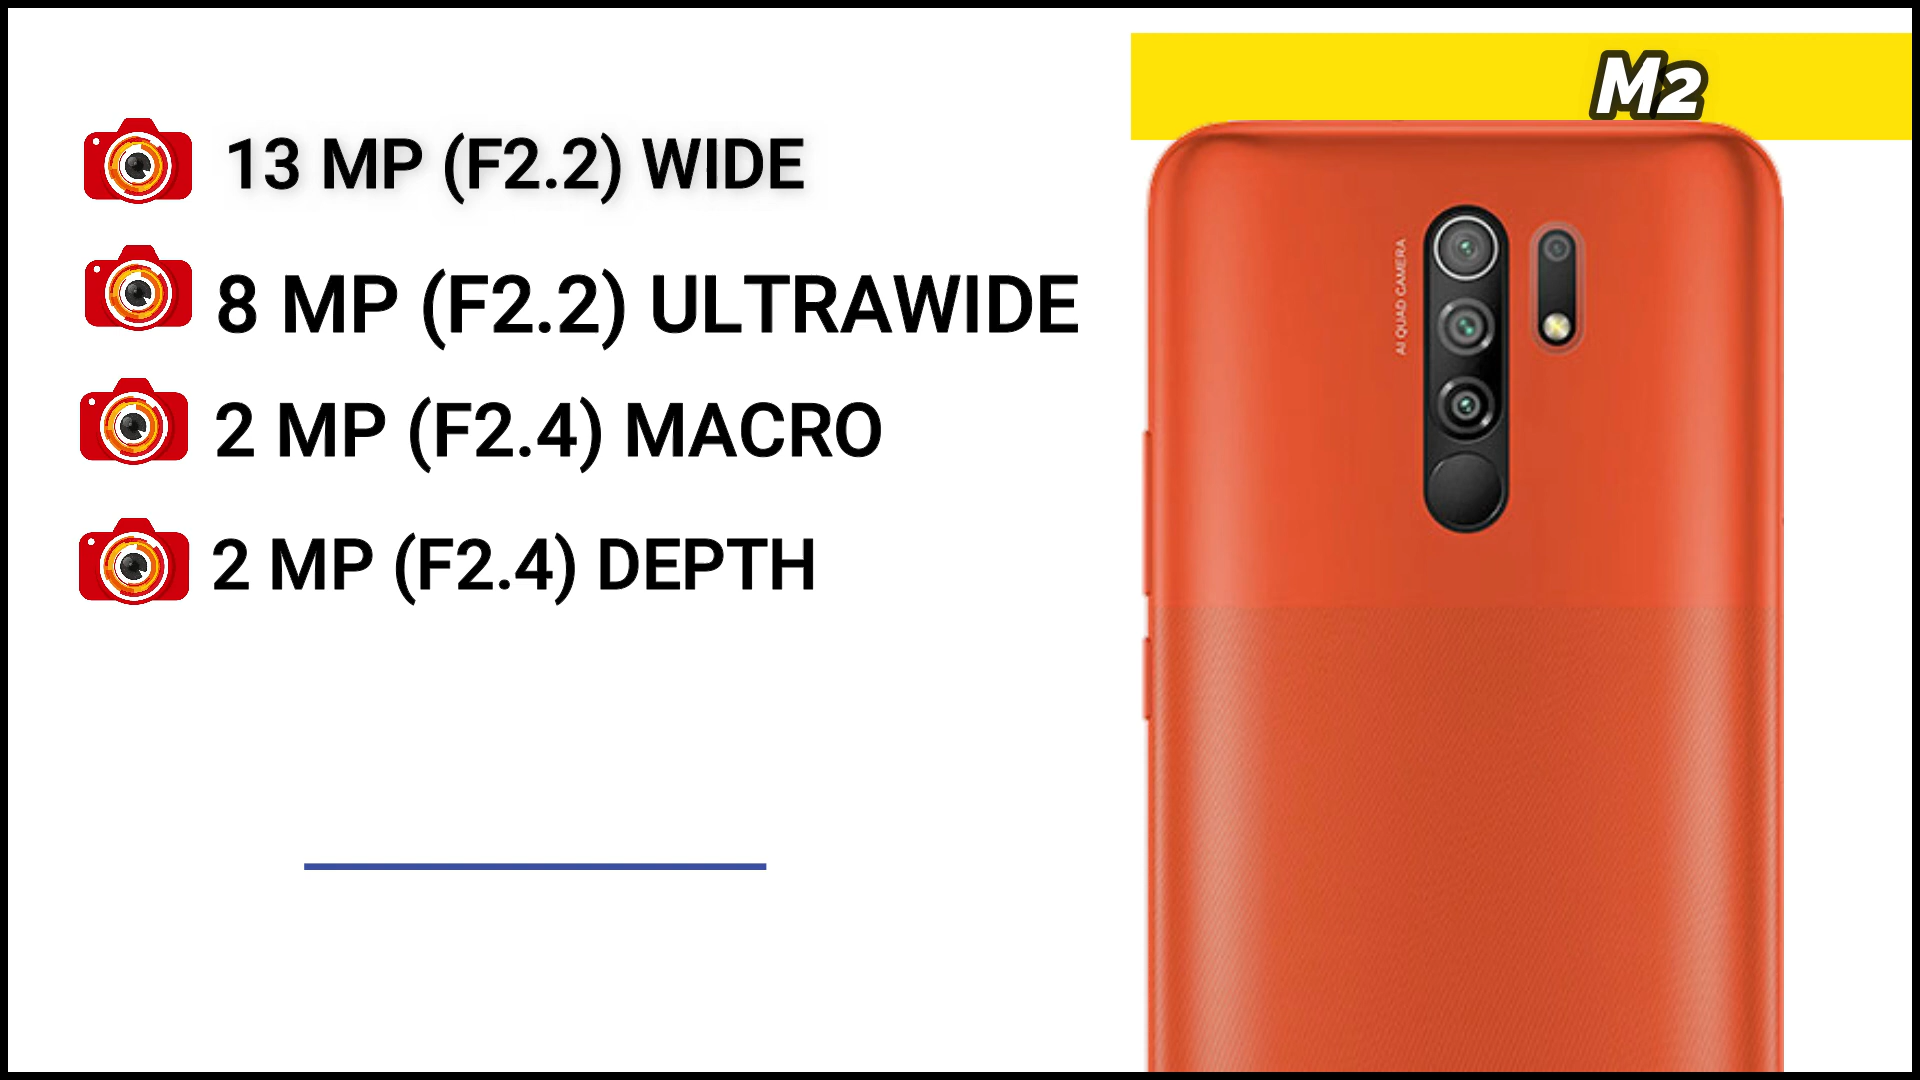 M2
13 MP (F2.2) WIDE
8 MP (F2.2) ULTRAWIDE
2 MP (F2.4) MACRO
2 MP (F2.4) DEPTH
AI QUAD CAMERA